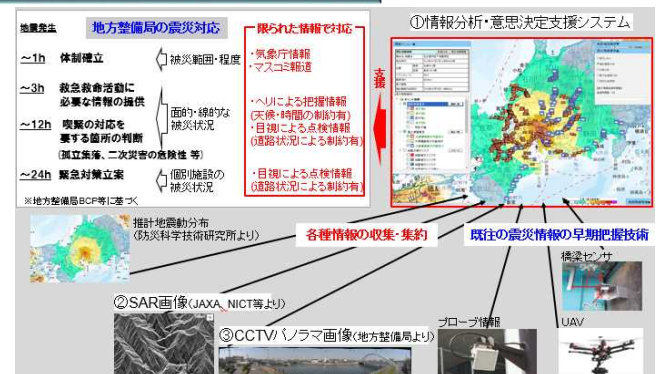 地震発生
地方整備局の震災対応
限られた情報で対応
～1h 体制確立
被災範囲・程度
・気象庁情報
・マスコミ報道
～3h 救急救命活動に
必要な情報の提供
面的・線的な
被災状況
・ヘリによる把握情報
(天候・時間の制約有)
・目視による点検情報
(道路状況による制約有)
～12h 喫緊の対応を
要する箇所の判断
(孤立集落、二次災害の危険性 等)
～24h 緊急対策立案
個別施設の
被災状況
・目視による点検情報
(道路状況による制約有)
※地方整備局BCP等に基づく
支援
①情報分析・意思決定支援システム
推計地震動分布
(防災科学技術研究所より)
各種情報の収集・集約
既往の震災情報の早期把握技術
橋梁センサ
②SAR画像(JAXA、NICT等より)
③CCTVパノラマ画像(地方整備局より)
プローブ情報
UAV